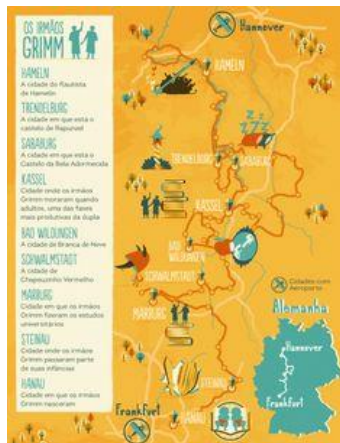 OS IRMÃOS
GRIMM
HAMELN
A cidade do Flautista
de Hamelin
TRENDELBURG
A cidade em que esta o
castelo de Rapunzel
SABABURG
A cidade em que esta o
Castelo da Bela Adormecida
KASSEL
Cidade onde os irmãos
Grimm moraram quando
adultos, uma das fases
mais produtivas da dupla
BAD WILDUNGEN
A cidade de Branca de Neve
SCHWALMSTADT
A cidade de
Chapeuzinho Vermelho
MARBURG
Cidade em que os irmãos
Grimm fizeram os estudos
universitários
STEINAU
Cidade onde os irmãos
Grimm passaram parte
de suas infâncias
HANAU
Cidade em que os irmãos
Grimm nasceram
Hannover
HAMELN
ZZZ
TRENDELBURG
SABABURG
KASSEL
BAD
WILDUNGEN
SCHWALMSTADT
MARBURG
STEINAU
HANAU
Frankfurt
Cidades com
Aeroporto
Alemanha
Hannover
Frankfurt